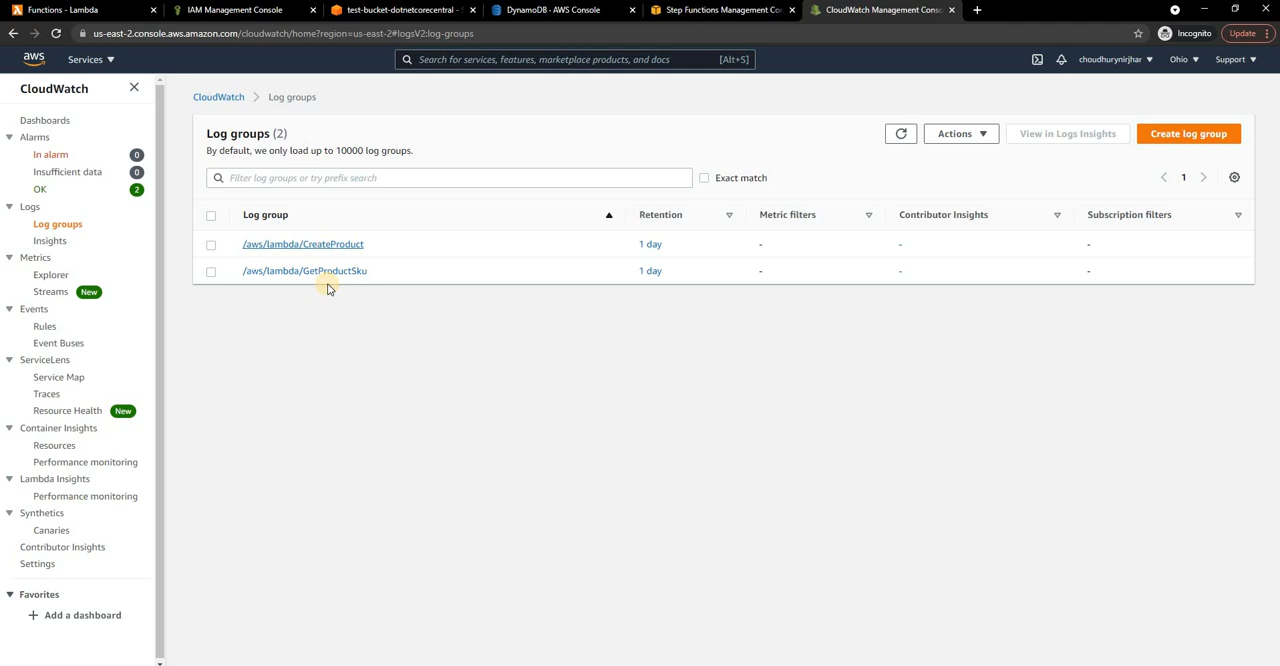 Functions - Lambda
IAM Management Console
test-bucket-dotnetcorecentral - S
DynamoDB · AWS Console
Step Functions Management Con
CloudWatch Management Conso
us-east-2.console.aws.amazon.com/cloudwatch/home?region=us-east-2#logsV2:log-groups
Incognito
Update
aws
Services ▼
Search for services, features, marketplace products, and docs
[Alt+S]
choudhurynirjhar ▼
Ohio ▼
Support ▼
CloudWatch
Dashboards
Alarms
In alarm 0
Insufficient data 0
OK 2
Logs
Log groups
Insights
Metrics
Explorer
Streams New
Events
Rules
Event Buses
ServiceLens
Service Map
Traces
Resource Health New
Container Insights
Resources
Performance monitoring
Lambda Insights
Performance monitoring
Synthetics
Canaries
Contributor Insights
Settings
Favorites
+ Add a dashboard
CloudWatch > Log groups
Log groups (2)
By default, we only load up to 10000 log groups.
Actions ▼
View in Logs Insights
Create log group
Filter log groups or try prefix search
Exact match
< 1 >
Log group Retention Metric filters Contributor Insights Subscription filters
/aws/lambda/CreateProduct 1 day - - -
/aws/lambda/GetProductSku 1 day - - -